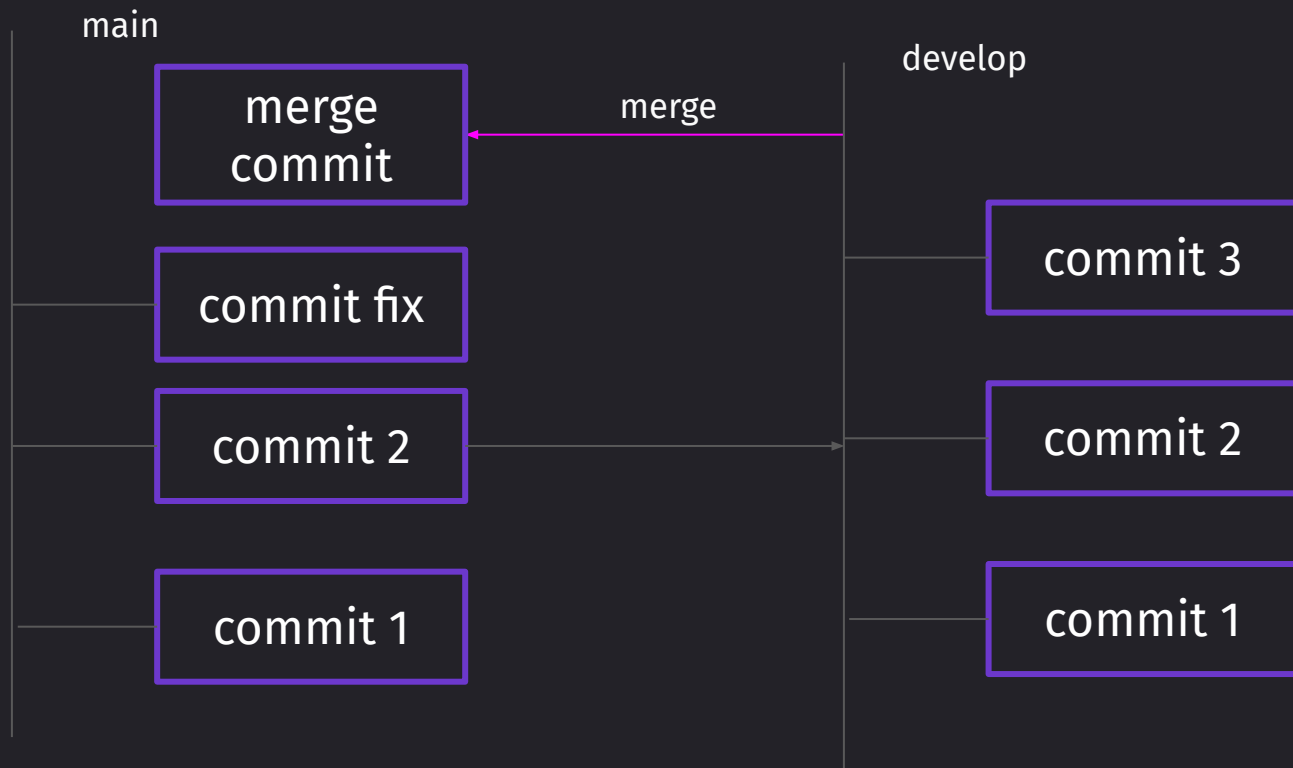 main
develop
merge
commit
merge
commit 3
commit fix
commit 2
commit 2
commit 1
commit 1